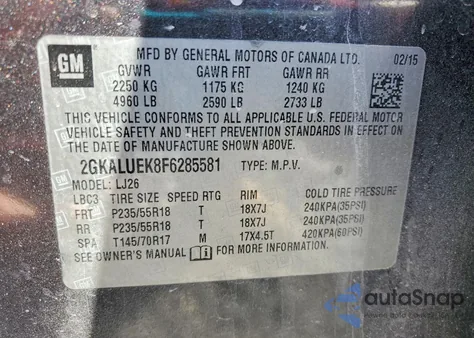 GM
MFD BY GENERAL MOTORS OF CANADA LTD. 02/15
GVWR GAWR FRT GAWR RR
2250 KG 1175 KG 1240 KG
4960 LB 2590 LB 2733 LB
THIS VEHICLE CONFORMS TO ALL APPLICABLE U.S. FEDERAL MOTOR
VEHICLE SAFETY AND THEFT PREVENTION STANDARDS IN EFFECT ON
THE DATE OF MANUFACTURE SHOWN ABOVE.
2GKALUEK8F6285581 TYPE: M.P.V.
MODEL: LJ26
LBC3 TIRE SIZE SPEED RTG RIM COLD TIRE PRESSURE
FRT P235/55R18 T 18X7J 240KPA(35PSI)
RR P235/55R18 T 18X7J 240KPA(35PSI)
SPA T145/70R17 M 17X4.5T 420KPA(60PSI)
SEE OWNER'S MANUAL FOR MORE INFORMATION.
autoSnap